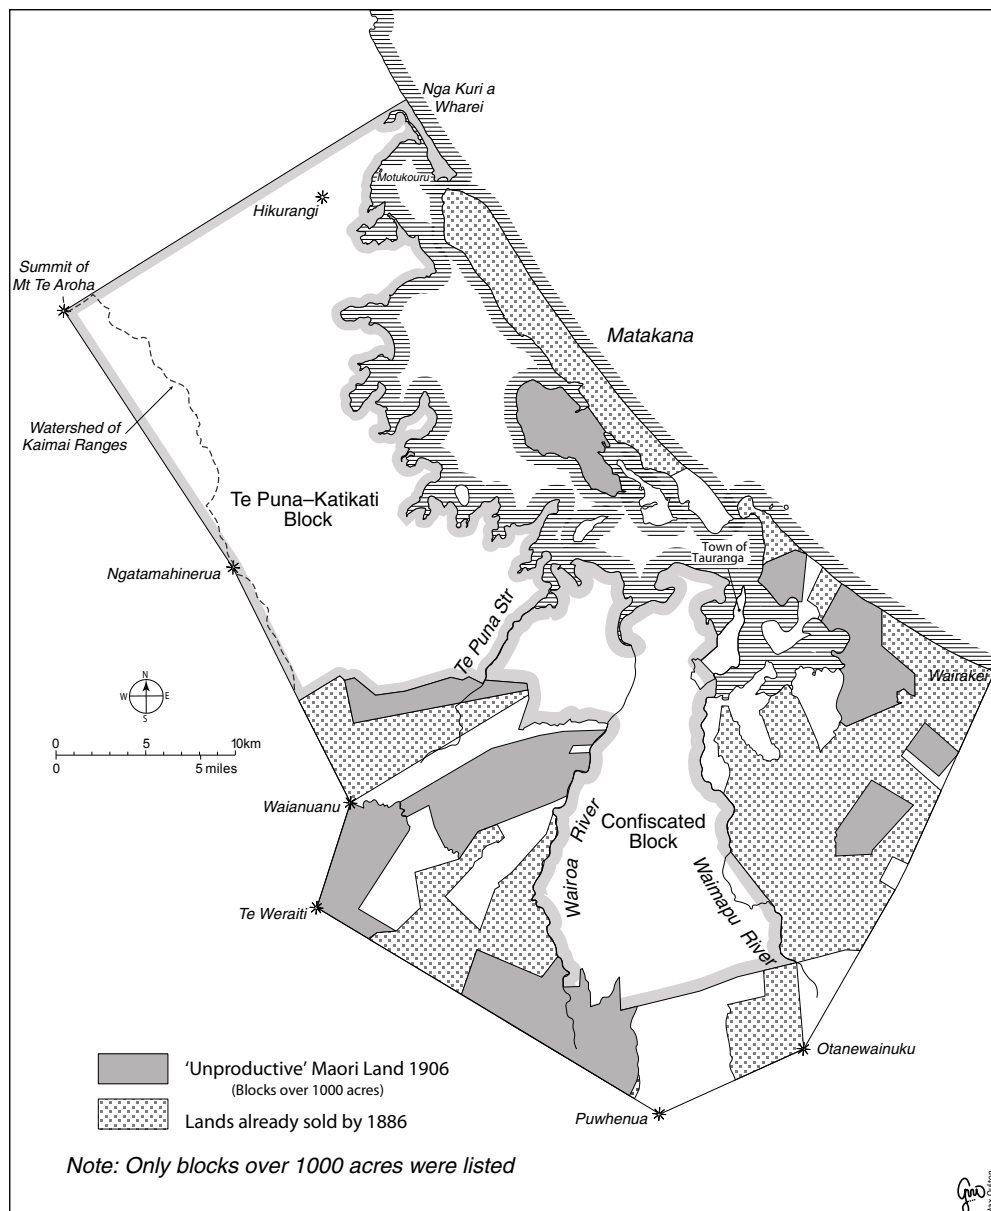 Nga Kuri a
Wharei
Motukouru
Hikurangi
Summit of
Mt Te Aroha
Matakana
Watershed of
Kaimai Ranges
Te Puna–Katikati
Block
Town of
Tauranga
Ngatamahinerua
Te Puna Str
Wairakei
N
W E
S
0 5 10km
0 5 miles
Waianuanu
Confiscated
Block
Wairoa River
Waimapu River
Te Weraiti
Otanewainuku
Puwhenua
'Unproductive' Maori Land 1906
(Blocks over 1000 acres)
Lands already sold by 1886
Note: Only blocks over 1000 acres were listed